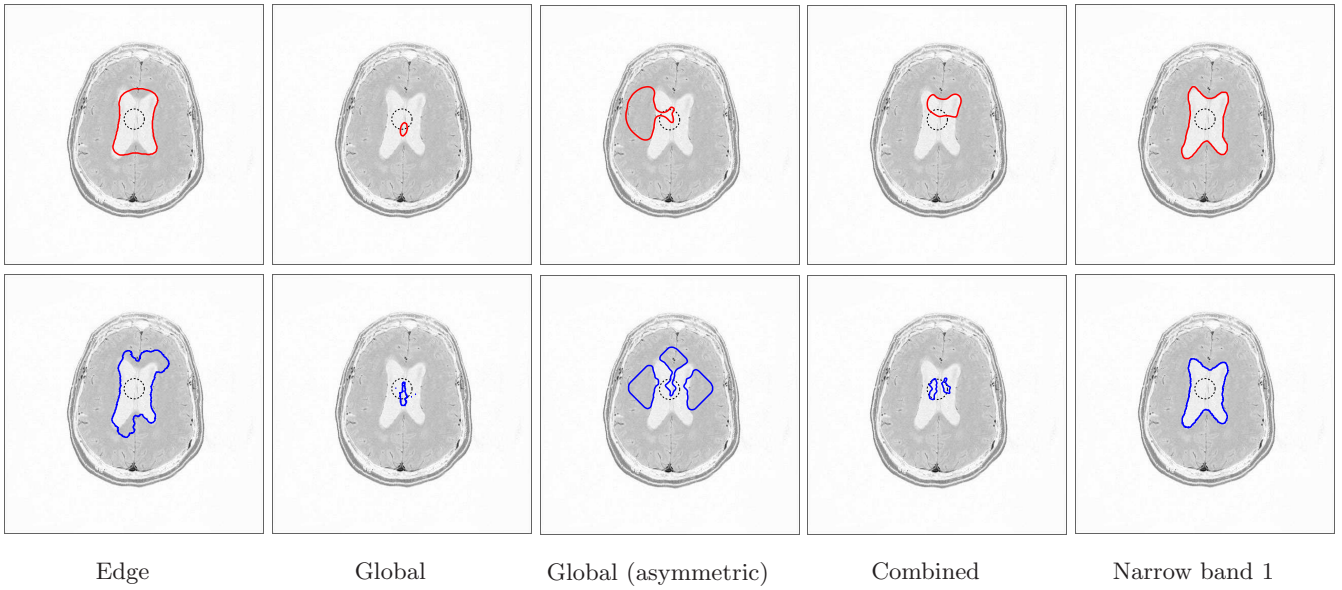 Edge
Global
Global (asymmetric)
Combined
Narrow band 1